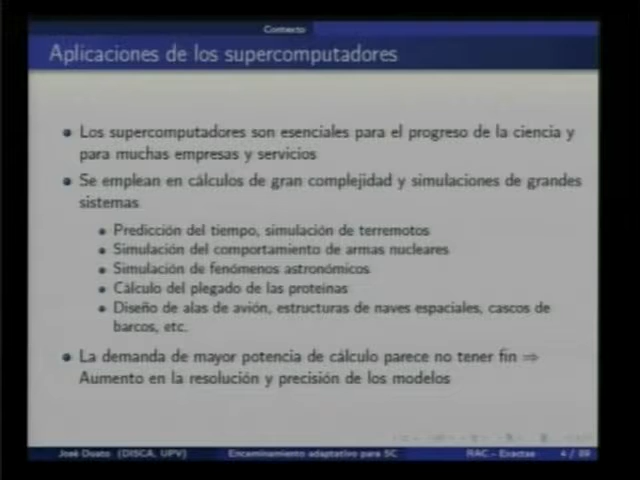 Contexto
Aplicaciones de los supercomputadores
Los supercomputadores son esenciales para el progreso de la ciencia y
para muchas empresas y servicios
Se emplean en cálculos de gran complejidad y simulaciones de grandes
sistemas
Predicción del tiempo, simulación de terremotos
Simulación del comportamiento de armas nucleares
Simulación de fenómenos astronómicos
Cálculo del plegado de las proteínas
Diseño de alas de avión, estructuras de naves espaciales, cascos de
barcos, etc.
La demanda de mayor potencia de cálculo parece no tener fin ⇒
Aumento en la resolución y precisión de los modelos
José Duato (DISCA, UPV) Encaminamiento adaptativo para SC RAC - Exactas 4 / 89